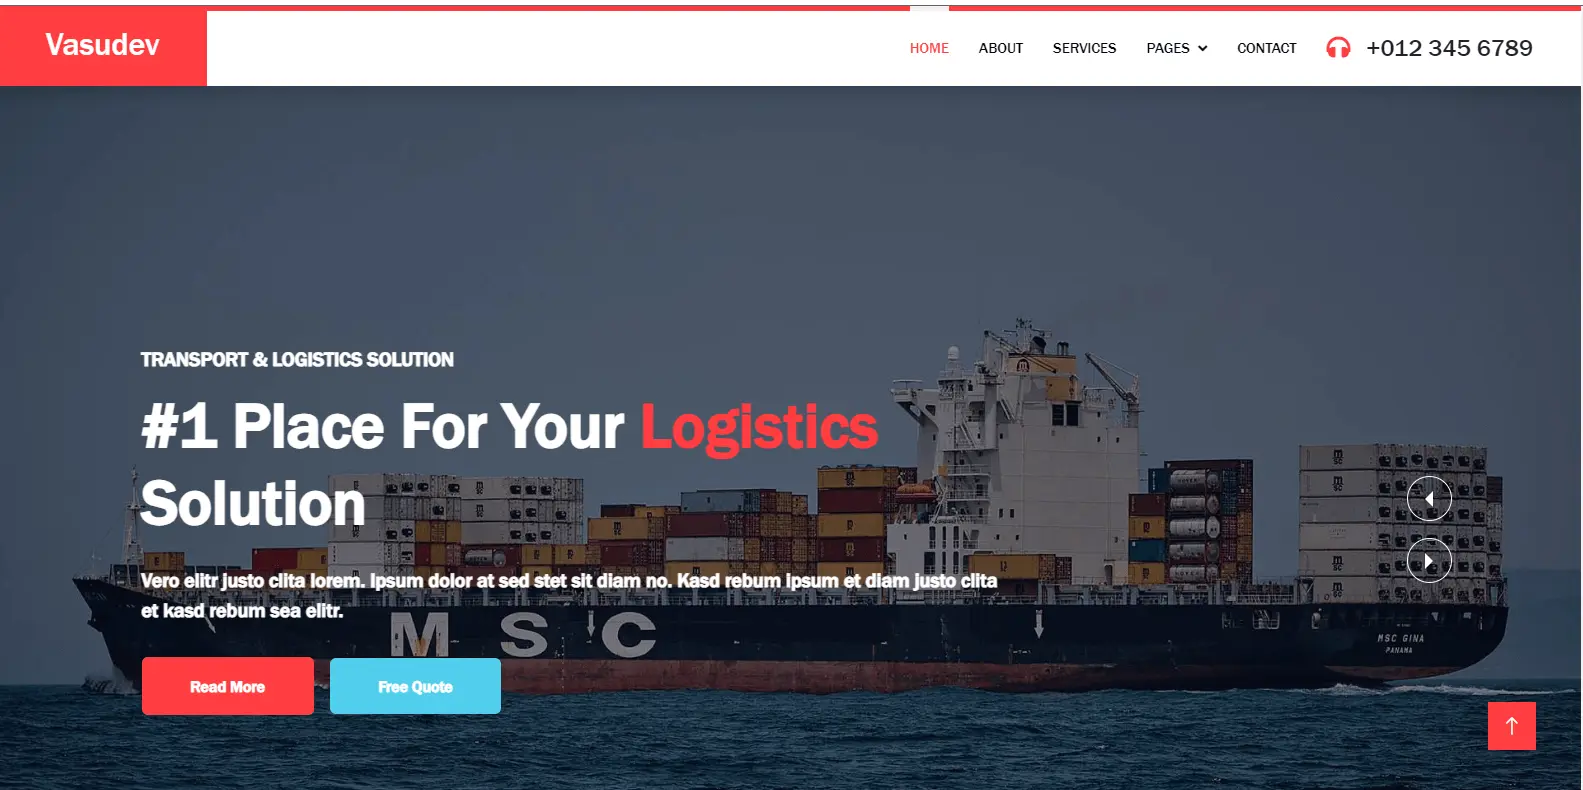 Vasudev
HOME ABOUT SERVICES PAGES CONTACT +012 345 6789
TRANSPORT & LOGISTICS SOLUTION
#1 Place For Your Logistics
Solution
Vero elitr justo clita lorem. Ipsum dolor at sed stet sit diam no. Kasd rebum ipsum et diam justo clita
et kasd rebum sea elitr.
M S C
MSC GINA
PANAMA
Read More Free Quote